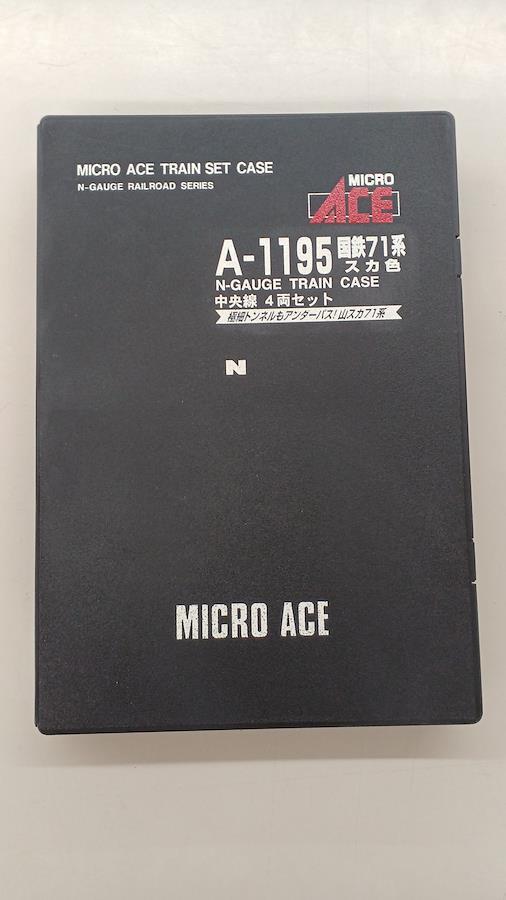 MICRO ACE TRAIN SET CASE
N-GAUGE RAILROAD SERIES
MICRO
ACE
A-1195 国鉄71系
スカ色
N-GAUGE TRAIN CASE
中央線 4両セット
極細トンネルもアンダーパス!山スカ71系
N
MICRO ACE